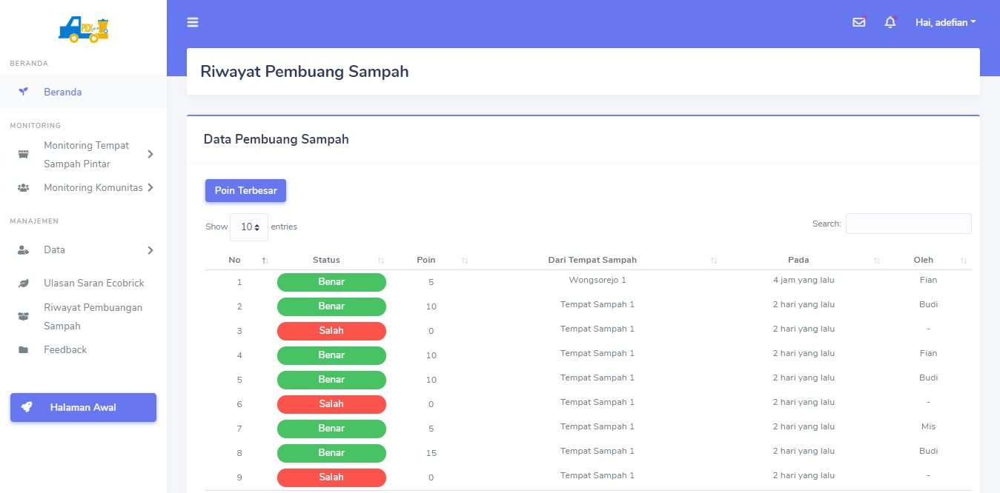 PICK
Hai, adefian
BERANDA
Beranda
MONITORING
Monitoring Tempat
Sampah Pintar
Monitoring Komunitas
MANAJEMEN
Data
Ulasan Saran Ecobrick
Riwayat Pembuangan
Sampah
Feedback
Halaman Awal
Riwayat Pembuang Sampah
Data Pembuang Sampah
Poin Terbesar
Show 10 entries Search:
No Status Poin Dari Tempat Sampah Pada Oleh
1 Benar 5 Wongsorejo 1 4 jam yang lalu Fian
2 Benar 10 Tempat Sampah 1 2 hari yang lalu Budi
3 Salah 0 Tempat Sampah 1 2 hari yang lalu -
4 Benar 10 Tempat Sampah 1 2 hari yang lalu Fian
5 Benar 10 Tempat Sampah 1 2 hari yang lalu Budi
6 Salah 0 Tempat Sampah 1 2 hari yang lalu -
7 Benar 5 Tempat Sampah 1 2 hari yang lalu Mis
8 Benar 15 Tempat Sampah 1 2 hari yang lalu Budi
9 Salah 0 Tempat Sampah 1 2 hari yang lalu -